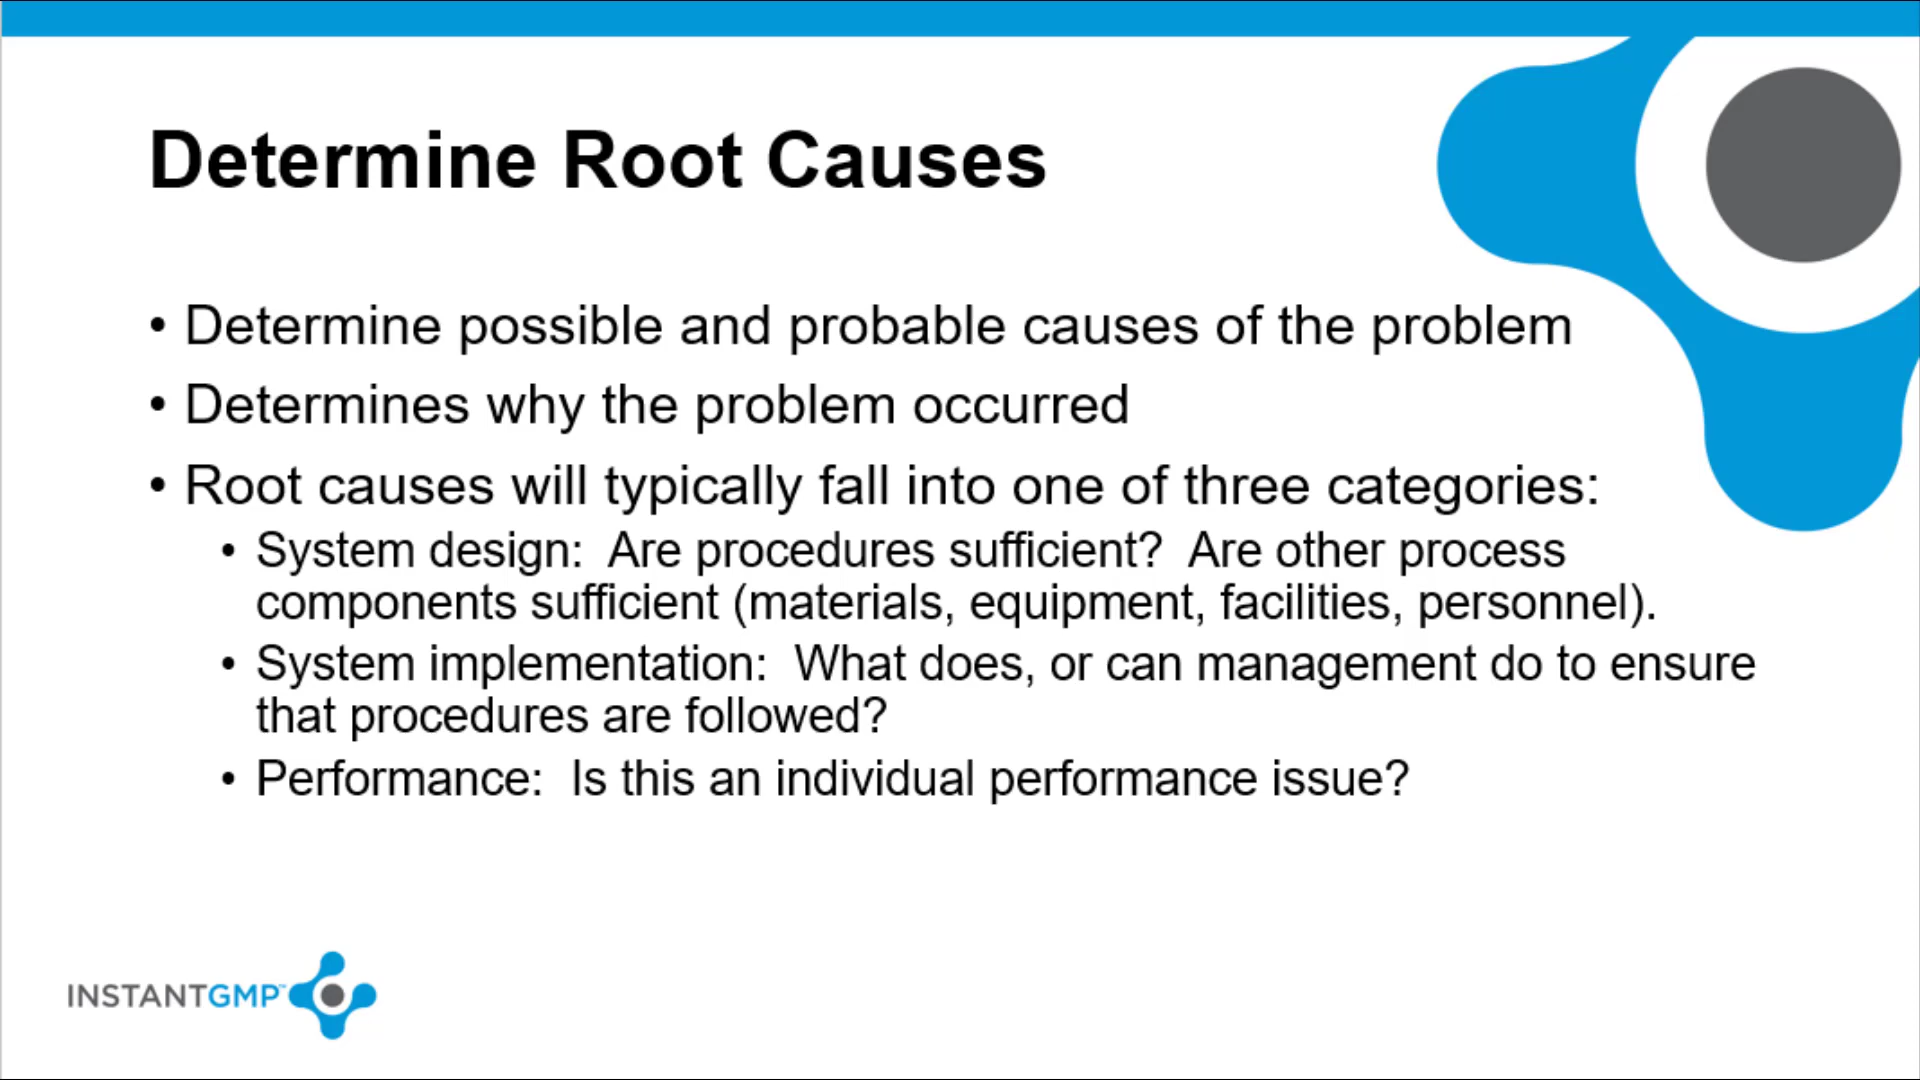 Determine Root Causes
• Determine possible and probable causes of the problem
• Determines why the problem occurred
• Root causes will typically fall into one of three categories:
• System design:  Are procedures sufficient?  Are other process
components sufficient (materials, equipment, facilities, personnel).
• System implementation:  What does, or can management do to ensure
that procedures are followed?
• Performance:  Is this an individual performance issue?
INSTANTGMP™